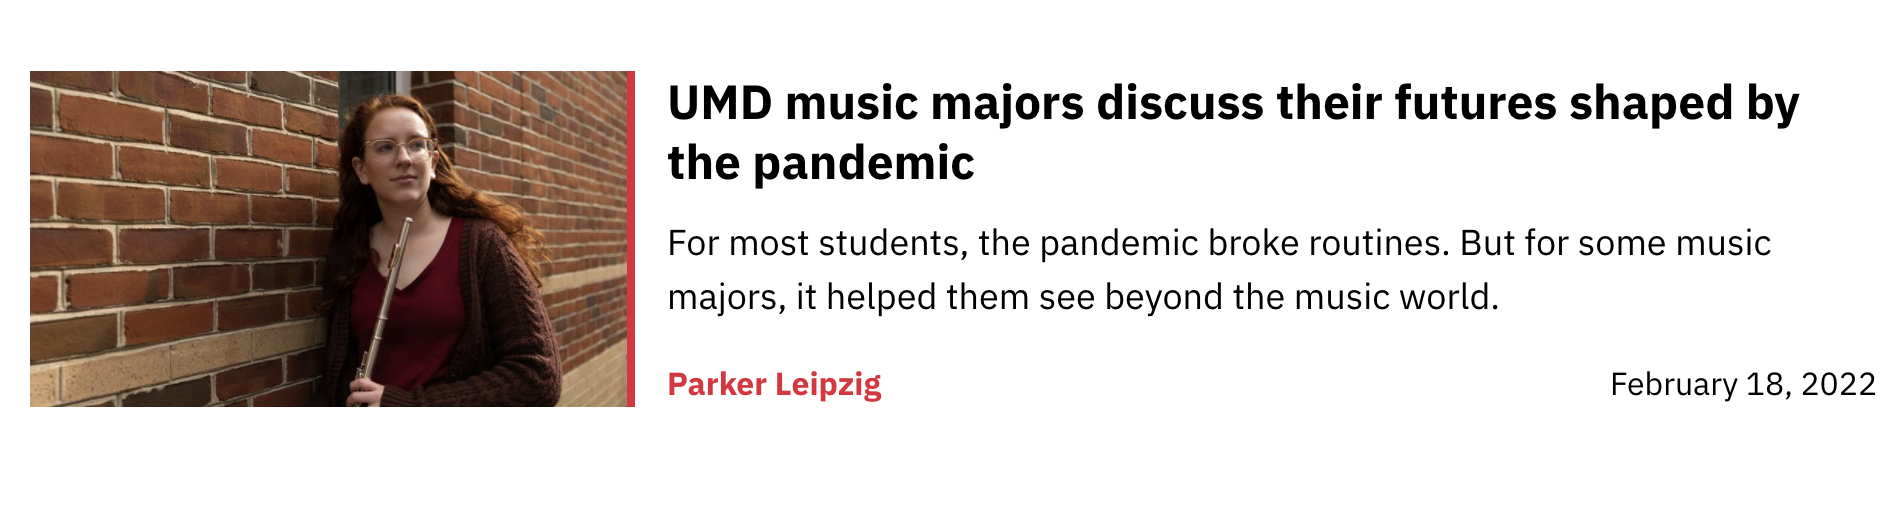 UMD music majors discuss their futures shaped by
the pandemic
For most students, the pandemic broke routines. But for some music
majors, it helped them see beyond the music world.
Parker Leipzig
February 18, 2022